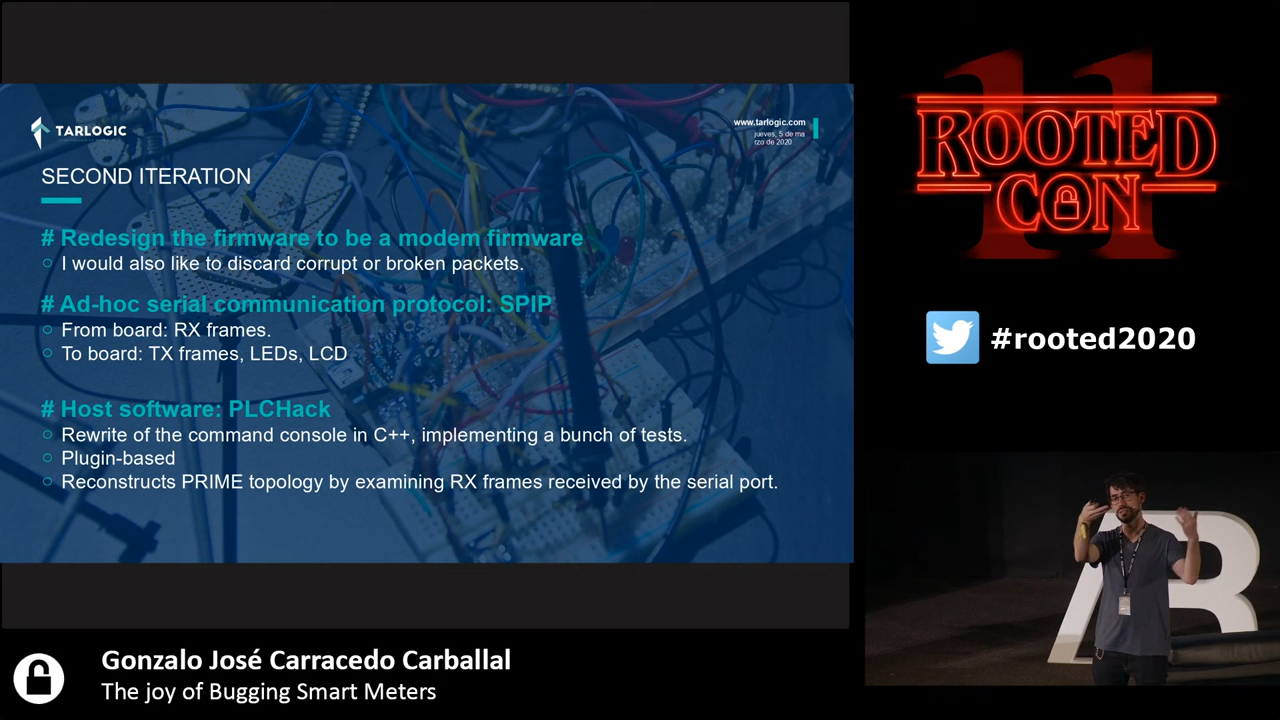 TARLOGIC
www.tarlogic.com
jueves, 5 de ma
rzo de 2020
SECOND ITERATION
# Redesign the firmware to be a modem firmware
○ I would also like to discard corrupt or broken packets.
# Ad-hoc serial communication protocol: SPIP
○ From board: RX frames.
○ To board: TX frames, LEDs, LCD
# Host software: PLCHack
○ Rewrite of the command console in C++, implementing a bunch of tests.
○ Plugin-based
○ Reconstructs PRIME topology by examining RX frames received by the serial port.
11
ROOTED
CON
#rooted2020
R
Gonzalo José Carracedo Carballal
The joy of Bugging Smart Meters